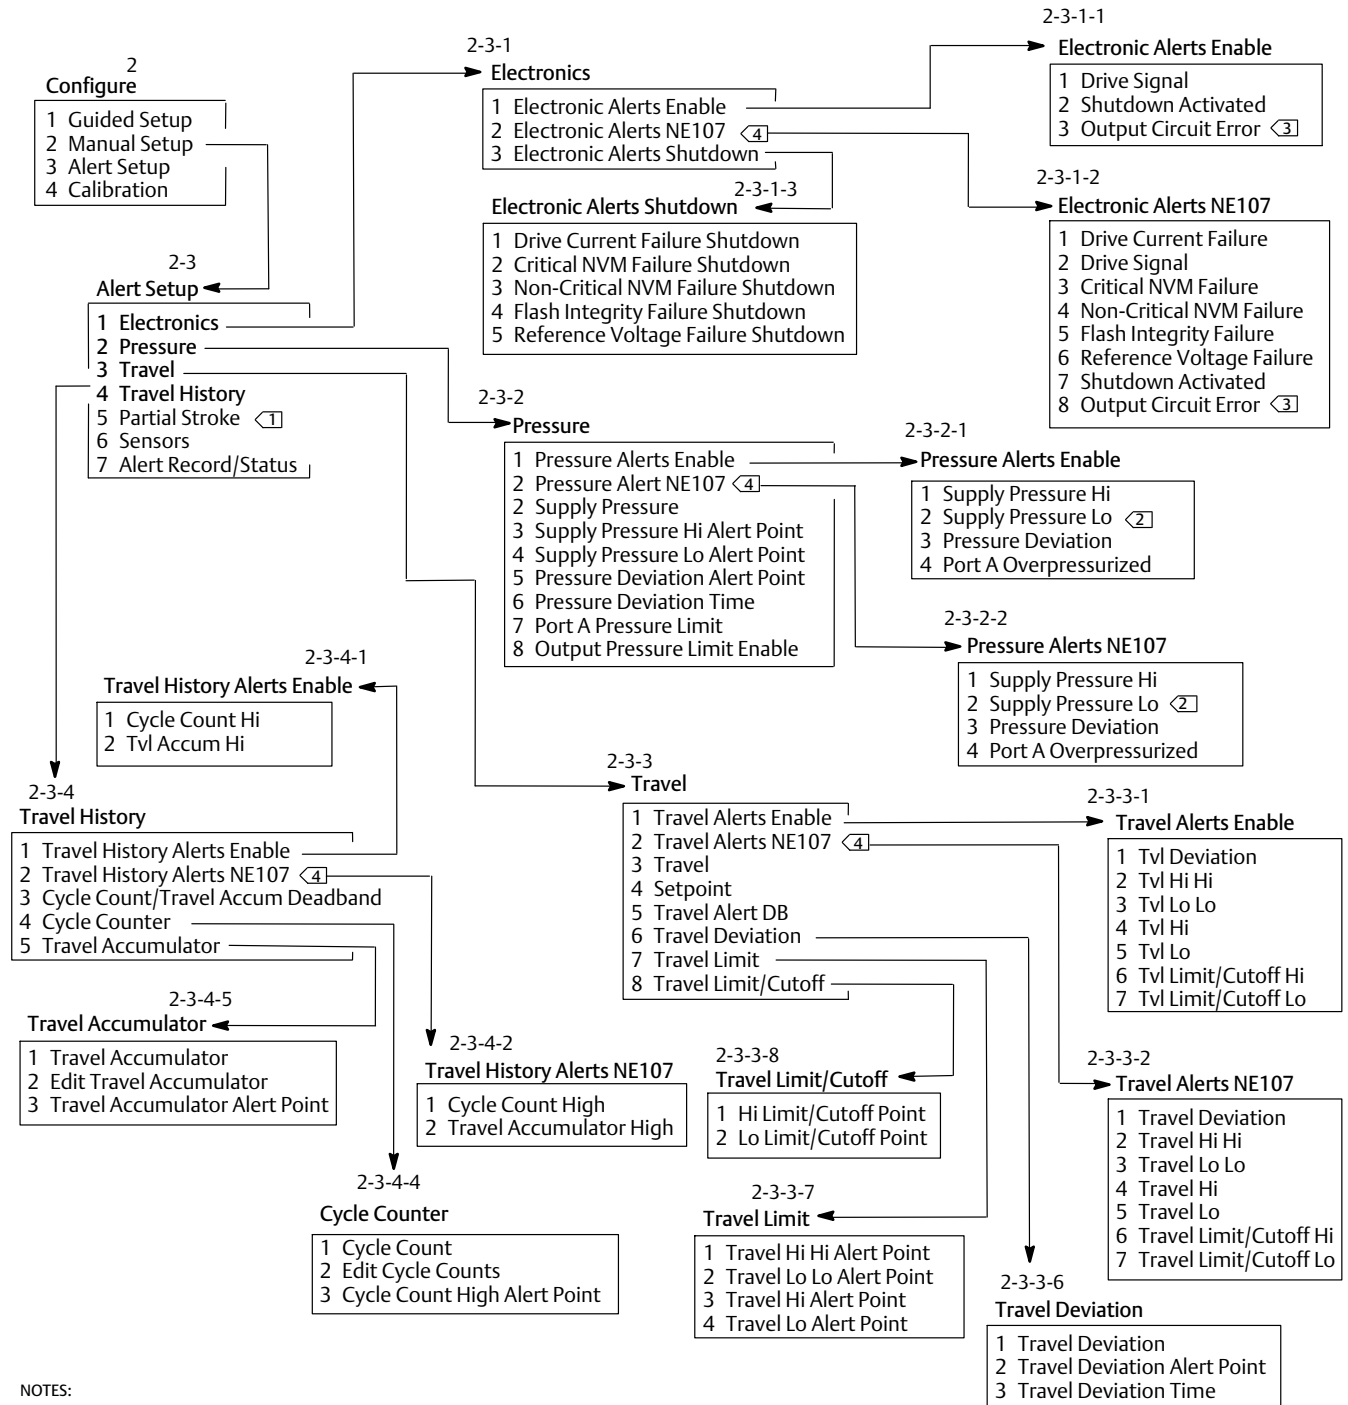 2
Configure
1 Guided Setup
2 Manual Setup
3 Alert Setup
4 Calibration
2-3
Alert Setup
1 Electronics
2 Pressure
3 Travel
4 Travel History
5 Partial Stroke 1
6 Sensors
7 Alert Record/Status
2-3-1
Electronics
1 Electronic Alerts Enable
2 Electronic Alerts NE107 4
3 Electronic Alerts Shutdown
2-3-1-3
Electronic Alerts Shutdown
1 Drive Current Failure Shutdown
2 Critical NVM Failure Shutdown
3 Non-Critical NVM Failure Shutdown
4 Flash Integrity Failure Shutdown
5 Reference Voltage Failure Shutdown
2-3-1-1
Electronic Alerts Enable
1 Drive Signal
2 Shutdown Activated
3 Output Circuit Error 3
2-3-1-2
Electronic Alerts NE107
1 Drive Current Failure
2 Drive Signal
3 Critical NVM Failure
4 Non-Critical NVM Failure
5 Flash Integrity Failure
6 Reference Voltage Failure
7 Shutdown Activated
8 Output Circuit Error 3
2-3-2
Pressure
1 Pressure Alerts Enable
2 Pressure Alert NE107 4
2 Supply Pressure
3 Supply Pressure Hi Alert Point
4 Supply Pressure Lo Alert Point
5 Pressure Deviation Alert Point
6 Pressure Deviation Time
7 Port A Pressure Limit
8 Output Pressure Limit Enable
2-3-2-1
Pressure Alerts Enable
1 Supply Pressure Hi
2 Supply Pressure Lo 2
3 Pressure Deviation
4 Port A Overpressurized
2-3-2-2
Pressure Alerts NE107
1 Supply Pressure Hi
2 Supply Pressure Lo 2
3 Pressure Deviation
4 Port A Overpressurized
2-3-4-1
Travel History Alerts Enable
1 Cycle Count Hi
2 Tvl Accum Hi
2-3-4
Travel History
1 Travel History Alerts Enable
2 Travel History Alerts NE107 4
3 Cycle Count/Travel Accum Deadband
4 Cycle Counter
5 Travel Accumulator
2-3-4-5
Travel Accumulator
1 Travel Accumulator
2 Edit Travel Accumulator
3 Travel Accumulator Alert Point
2-3-4-2
Travel History Alerts NE107
1 Cycle Count High
2 Travel Accumulator High
2-3-4-4
Cycle Counter
1 Cycle Count
2 Edit Cycle Counts
3 Cycle Count High Alert Point
2-3-3
Travel
1 Travel Alerts Enable
2 Travel Alerts NE107 4
3 Travel
4 Setpoint
5 Travel Alert DB
6 Travel Deviation
7 Travel Limit
8 Travel Limit/Cutoff
2-3-3-1
Travel Alerts Enable
1 Tvl Deviation
2 Tvl Hi Hi
3 Tvl Lo Lo
4 Tvl Hi
5 Tvl Lo
6 Tvl Limit/Cutoff Hi
7 Tvl Limit/Cutoff Lo
2-3-3-2
Travel Alerts NE107
1 Travel Deviation
2 Travel Hi Hi
3 Travel Lo Lo
4 Travel Hi
5 Travel Lo
6 Travel Limit/Cutoff Hi
7 Travel Limit/Cutoff Lo
2-3-3-8
Travel Limit/Cutoff
1 Hi Limit/Cutoff Point
2 Lo Limit/Cutoff Point
2-3-3-7
Travel Limit
1 Travel Hi Hi Alert Point
2 Travel Lo Lo Alert Point
3 Travel Hi Alert Point
4 Travel Lo Alert Point
2-3-3-6
Travel Deviation
1 Travel Deviation
2 Travel Deviation Alert Point
3 Travel Deviation Time
NOTES: